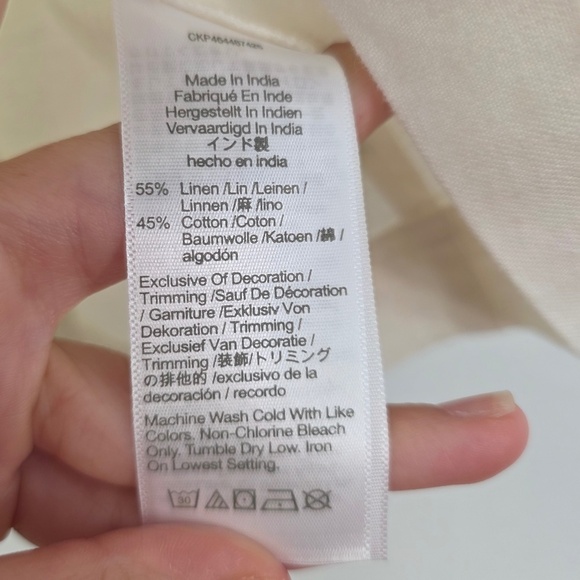 Made In India
Fabriqué En Inde
Hergestellt In Indien
Vervaardigd In India
インド製
hecho en india
55% Linen /Lin /Leinen /
Linnen /麻 /lino
45% Cotton /Coton /
Baumwolle /Katoen /綿 /
algodón
Exclusive Of Decoration /
Trimming /Sauf De Décoration
/ Garniture /Exklusiv Von
Dekoration / Trimming /
Exclusief Van Decoratie /
Trimming /装飾/トリミング
の排他的 /exclusivo de la
decoración / recordo
Machine Wash Cold With Like
Colors. Non-Chlorine Bleach
Only. Tumble Dry Low. Iron
On Lowest Setting.
30